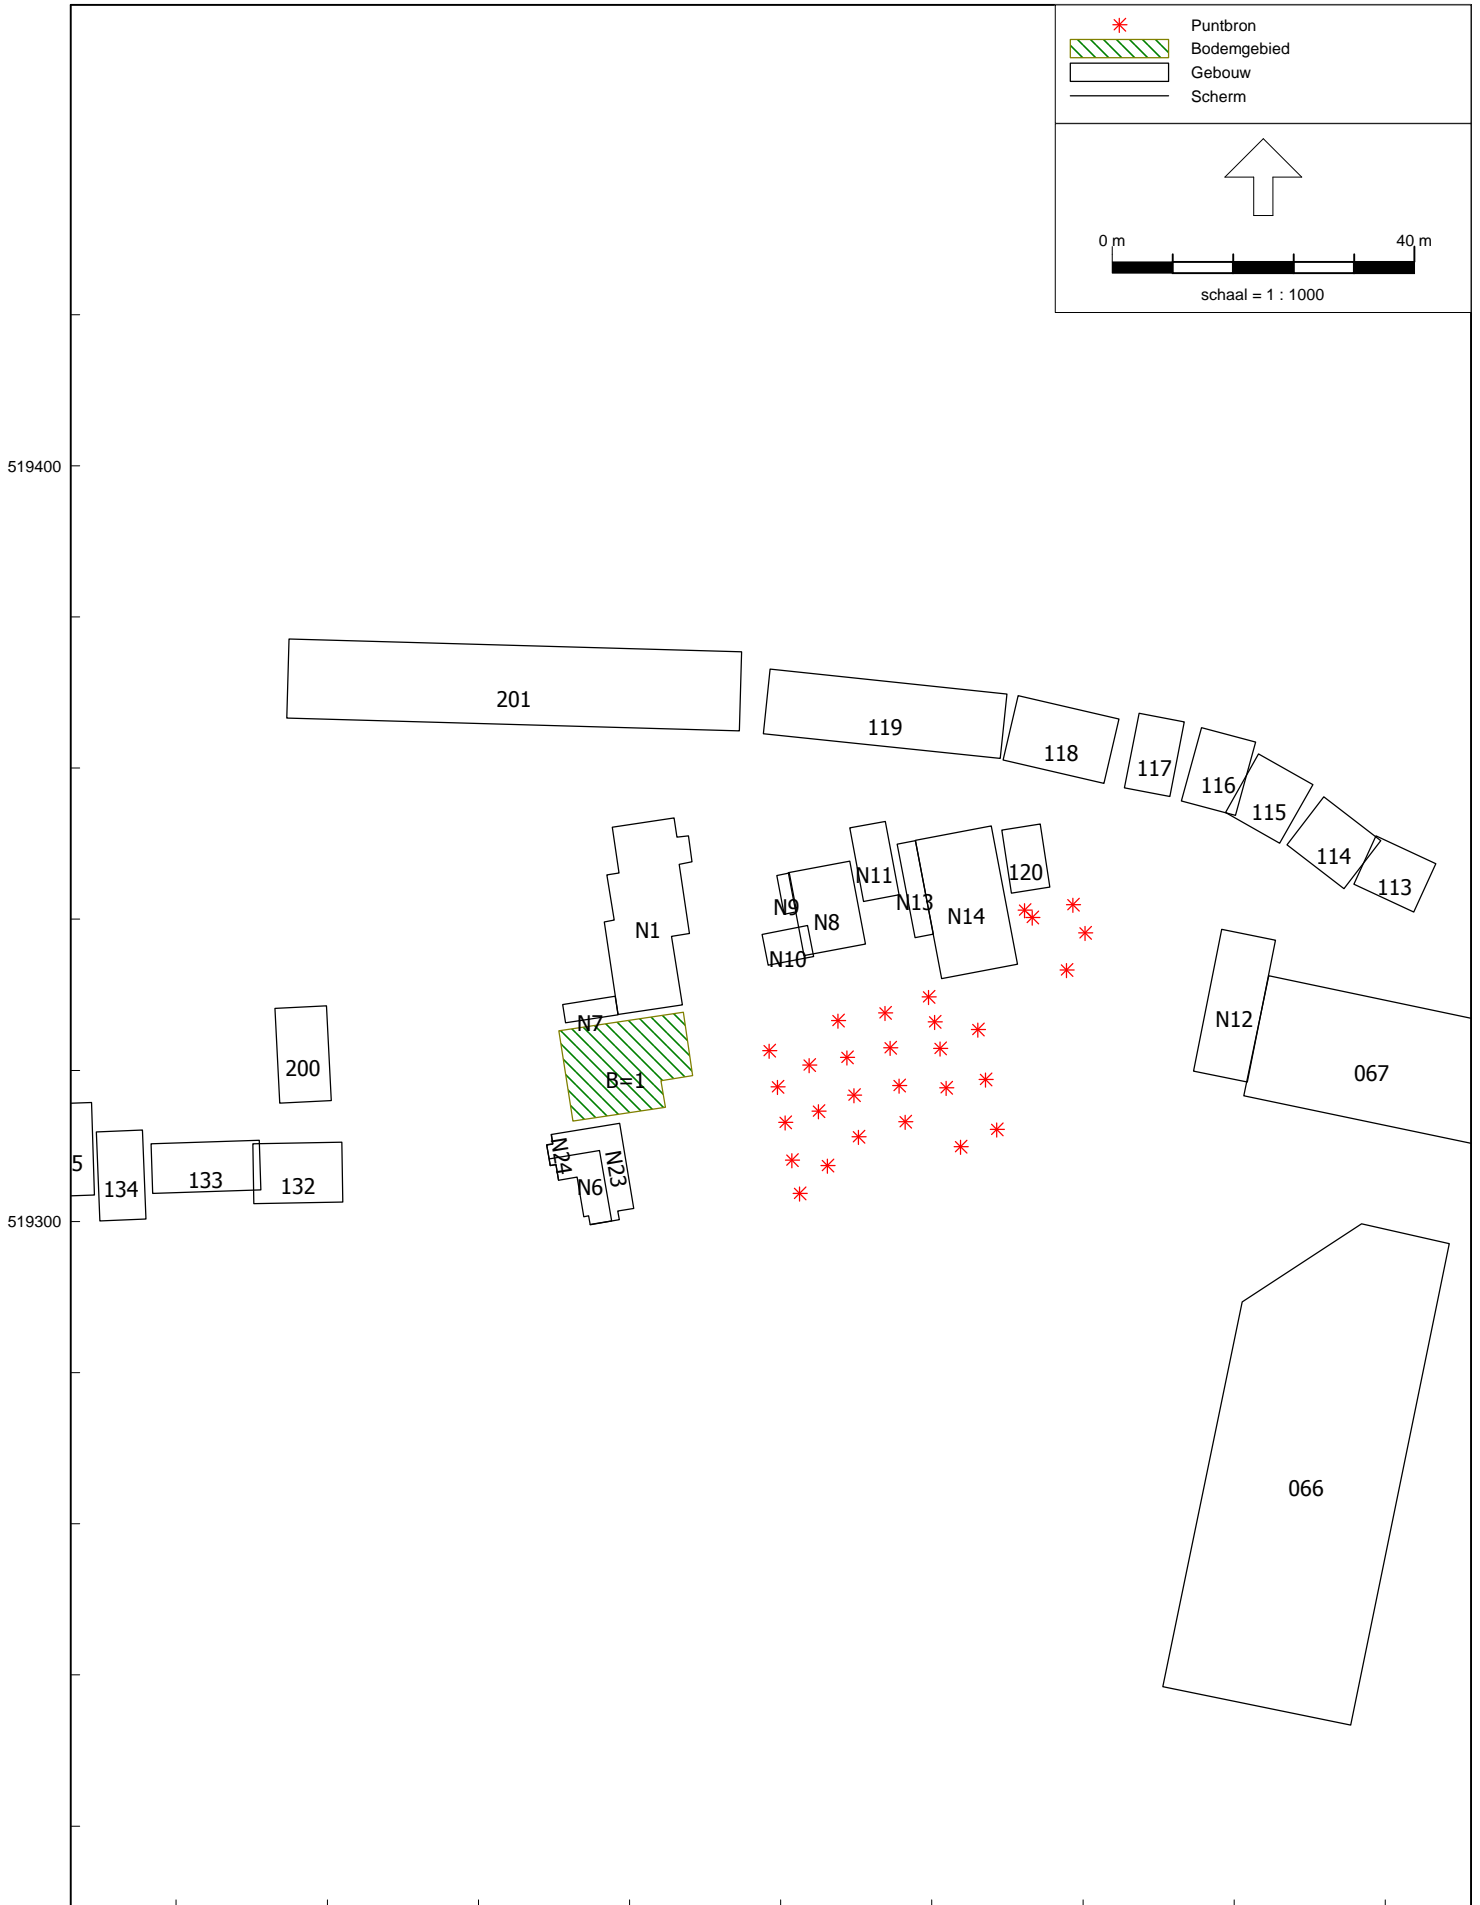 Puntbron
Bodemgebied
Gebouw
Scherm
0 m 40 m
schaal = 1 : 1000
519400
201
119
118
117
116
115
114
113
120
N11
N9
N8
N13
N14
N1
N10
N7
N12
200
B=1
067
5
134
133
132
N24
N23
N6
519300
066